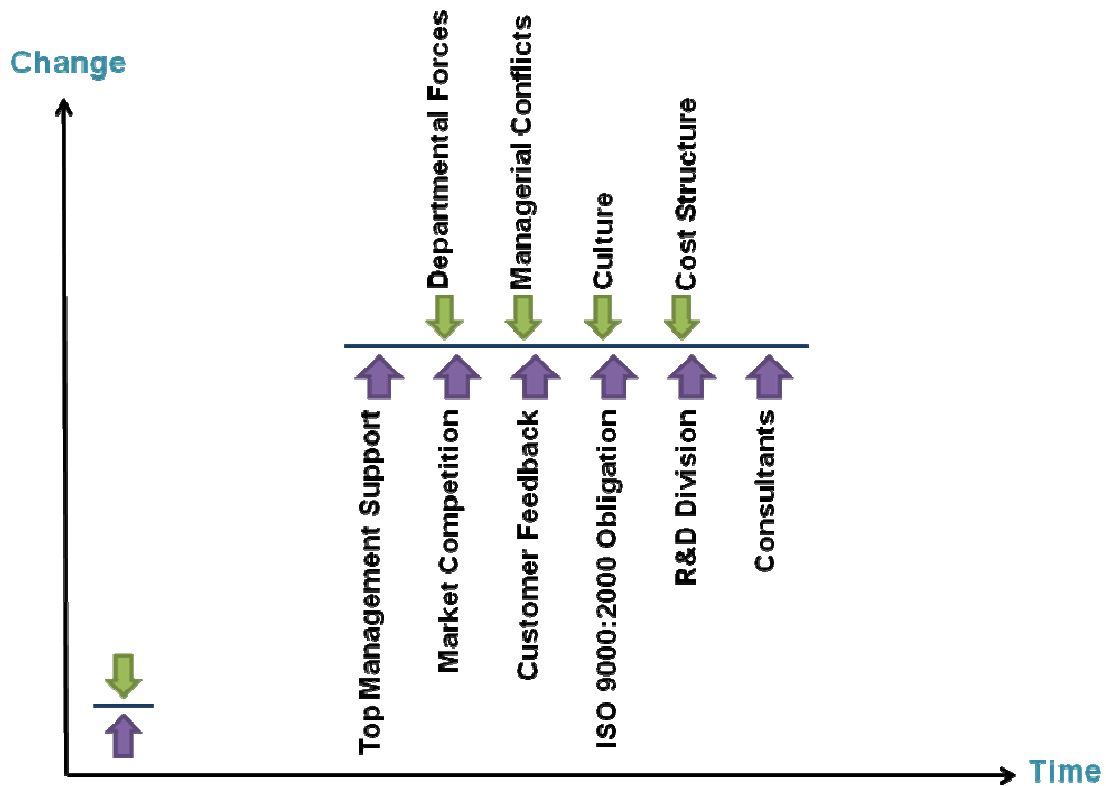 Change
Departmental Forces
Managerial Conflicts
Culture
Cost Structure
Top Management Support
Market Competition
Customer Feedback
ISO 9000:2000 Obligation
R&D Division
Consultants
Time